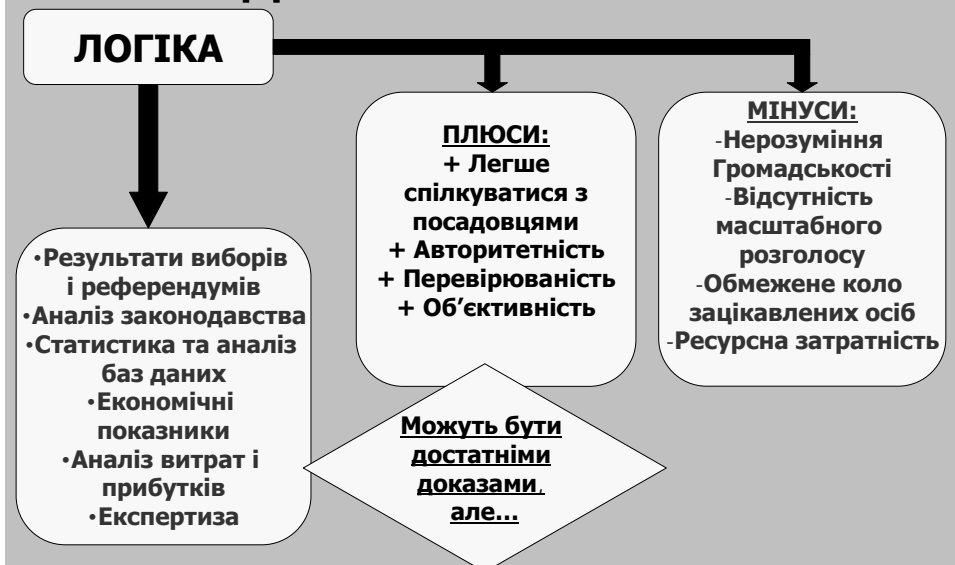 ЛОГІКА
ПЛЮСИ:
+ Легше
спілкуватися з
посадовцями
+ Авторитетність
+ Перевірюваність
+ Об’єктивність
МІНУСИ:
-Нерозуміння
Громадськості
-Відсутність
масштабного
розголосу
-Обмежене коло
зацікавлених осіб
-Ресурсна затратність
•Результати виборів
і референдумів
•Аналіз законодавства
•Статистика та аналіз
баз даних
•Економічні
показники
•Аналіз витрат і
прибутків
•Експертиза
Можуть бути
достатніми
доказами,
але...